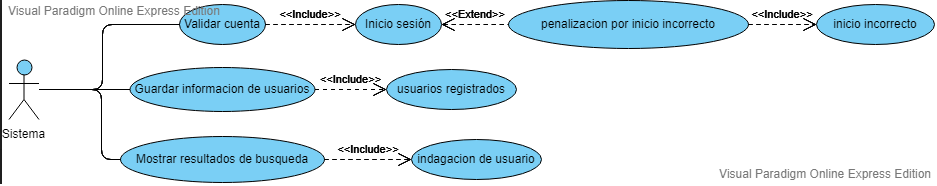 Visual Paradigm Online Express Edition
Validar cuenta
<<Include>>
Inicio sesión
<<Extend>>
penalizacion por inicio incorrecto
<<Include>>
inicio incorrecto
Guardar informacion de usuarios
<<Include>>
usuarios registrados
Sistema
Mostrar resultados de busqueda
<<Include>>
indagacion de usuario
Visual Paradigm Online Express Edition